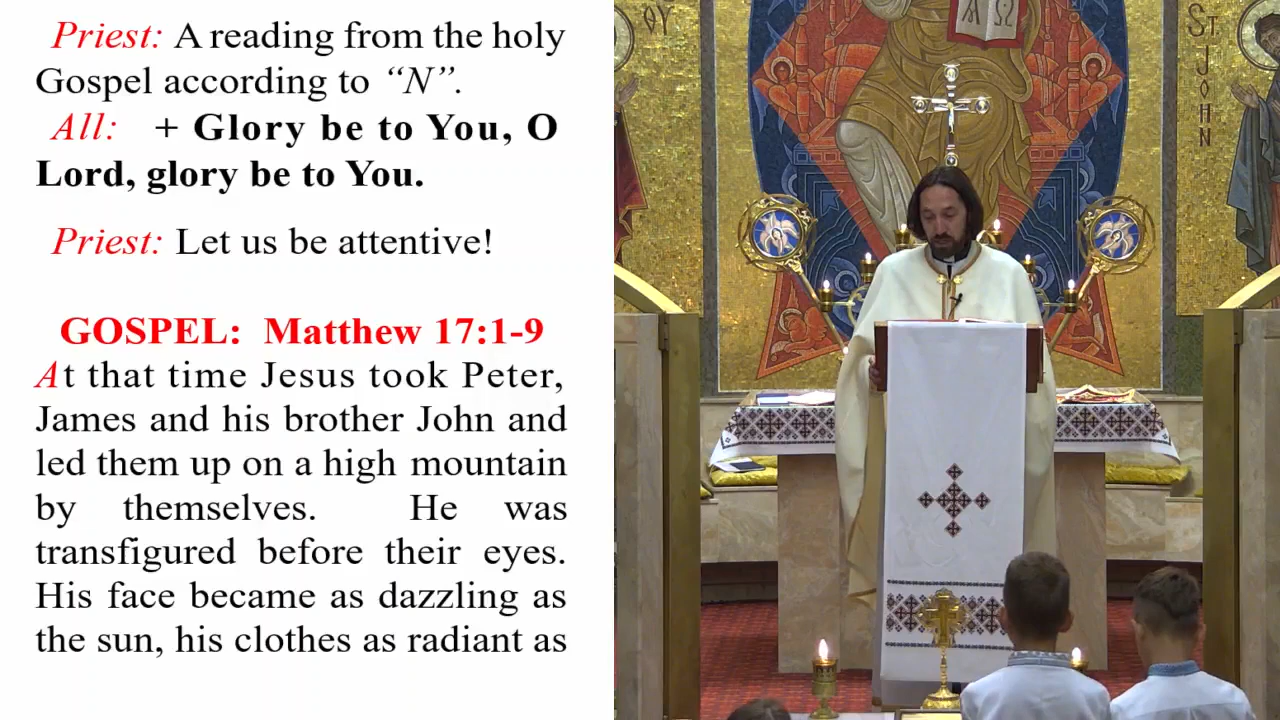 Priest: A reading from the holy
Gospel according to “N”.
All: + Glory be to You, O
Lord, glory be to You.
Priest: Let us be attentive!
GOSPEL: Matthew 17:1-9
At that time Jesus took Peter,
James and his brother John and
led them up on a high mountain
by themselves. He was
transfigured before their eyes.
His face became as dazzling as
the sun, his clothes as radiant as
Α Ω
ΟΥ
ST.
JOHN